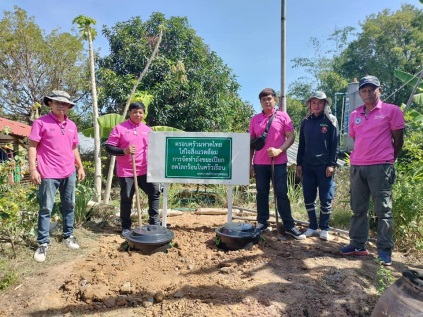 ครอบครัวมหาดไทย
ใส่ใจสิ่งแวดล้อม
การจัดทำถังขยะเปียก
ลดโลกร้อนในครัวเรือน